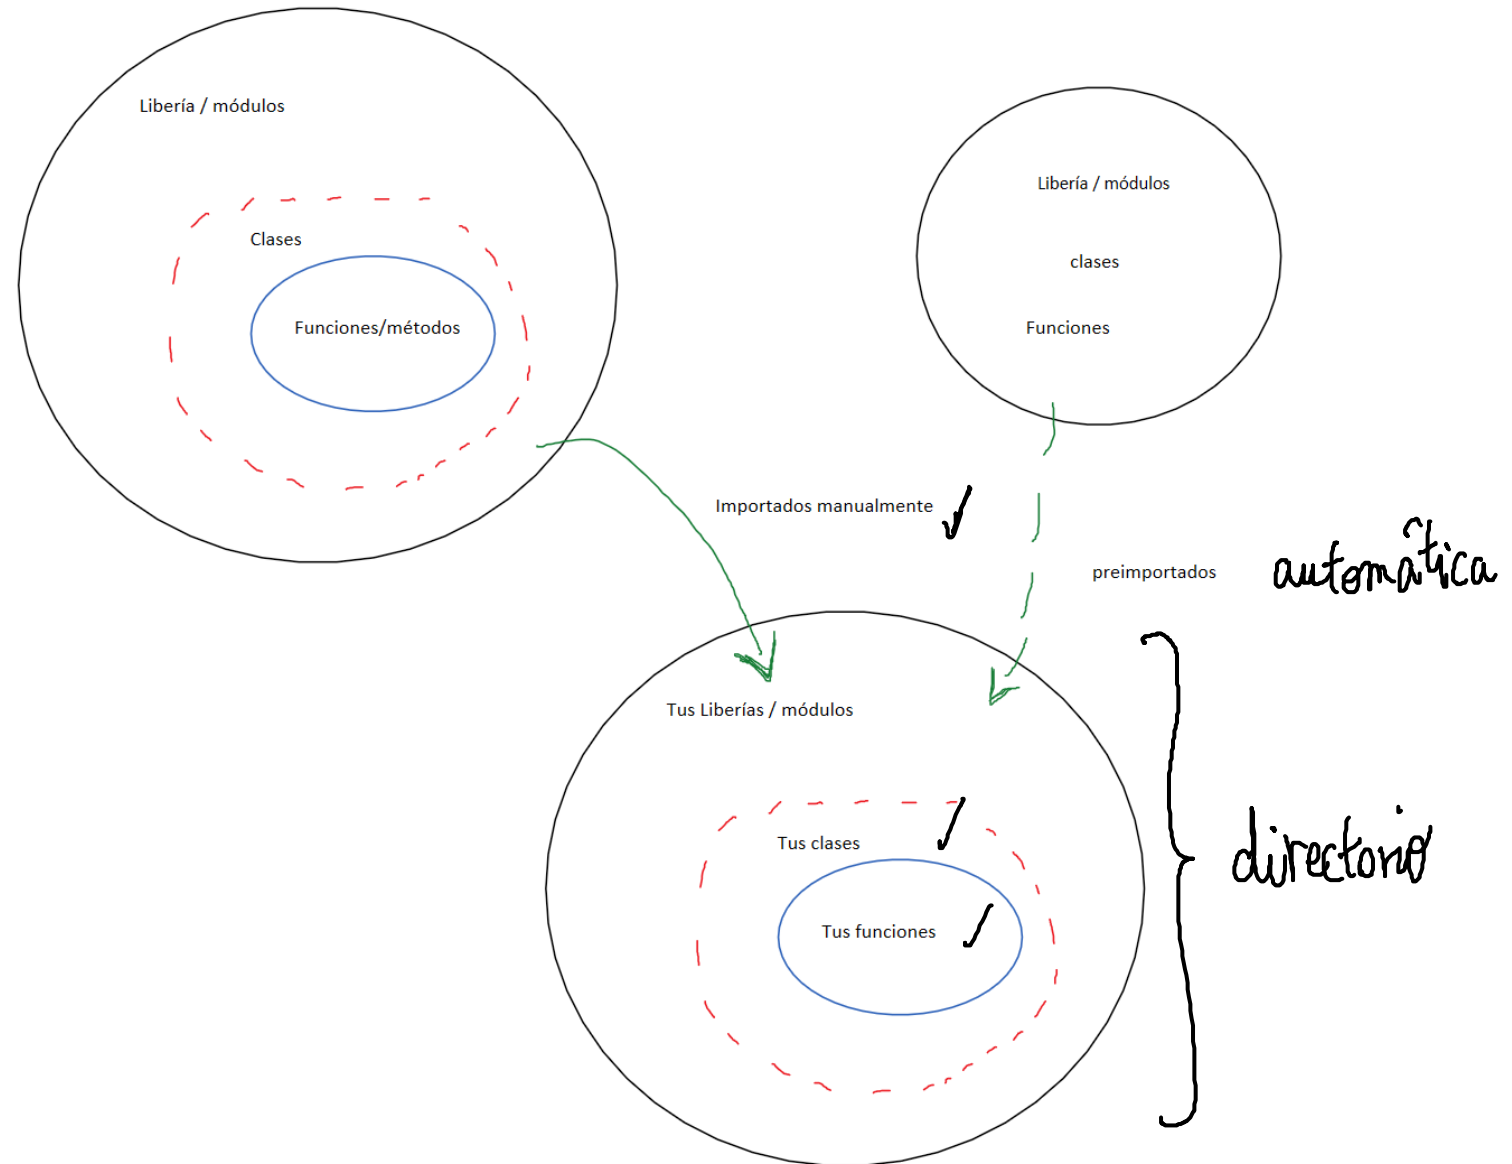 Libería / módulos
Clases
Funciones/métodos
Libería / módulos
clases
Funciones
Importados manualmente
preimportados
automática
Tus Liberías / módulos
Tus clases
Tus funciones
directorio